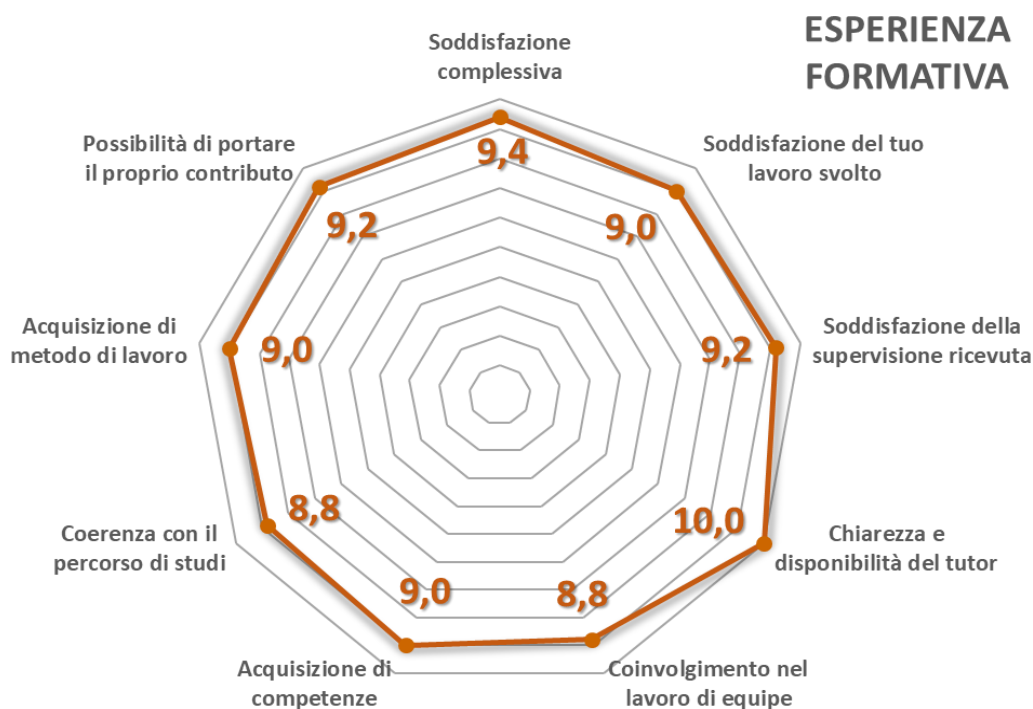 ESPERIENZA
FORMATIVA
Soddisfazione
complessiva
9,4
Soddisfazione del tuo
lavoro svolto
9,0
Soddisfazione della
supervisione ricevuta
9,2
Chiarezza e
disponibilità del tutor
10,0
Coinvolgimento nel
lavoro di equipe
8,8
Acquisizione di
competenze
9,0
Coerenza con il
percorso di studi
8,8
Acquisizione di
metodo di lavoro
9,0
Possibilità di portare
il proprio contributo
9,2